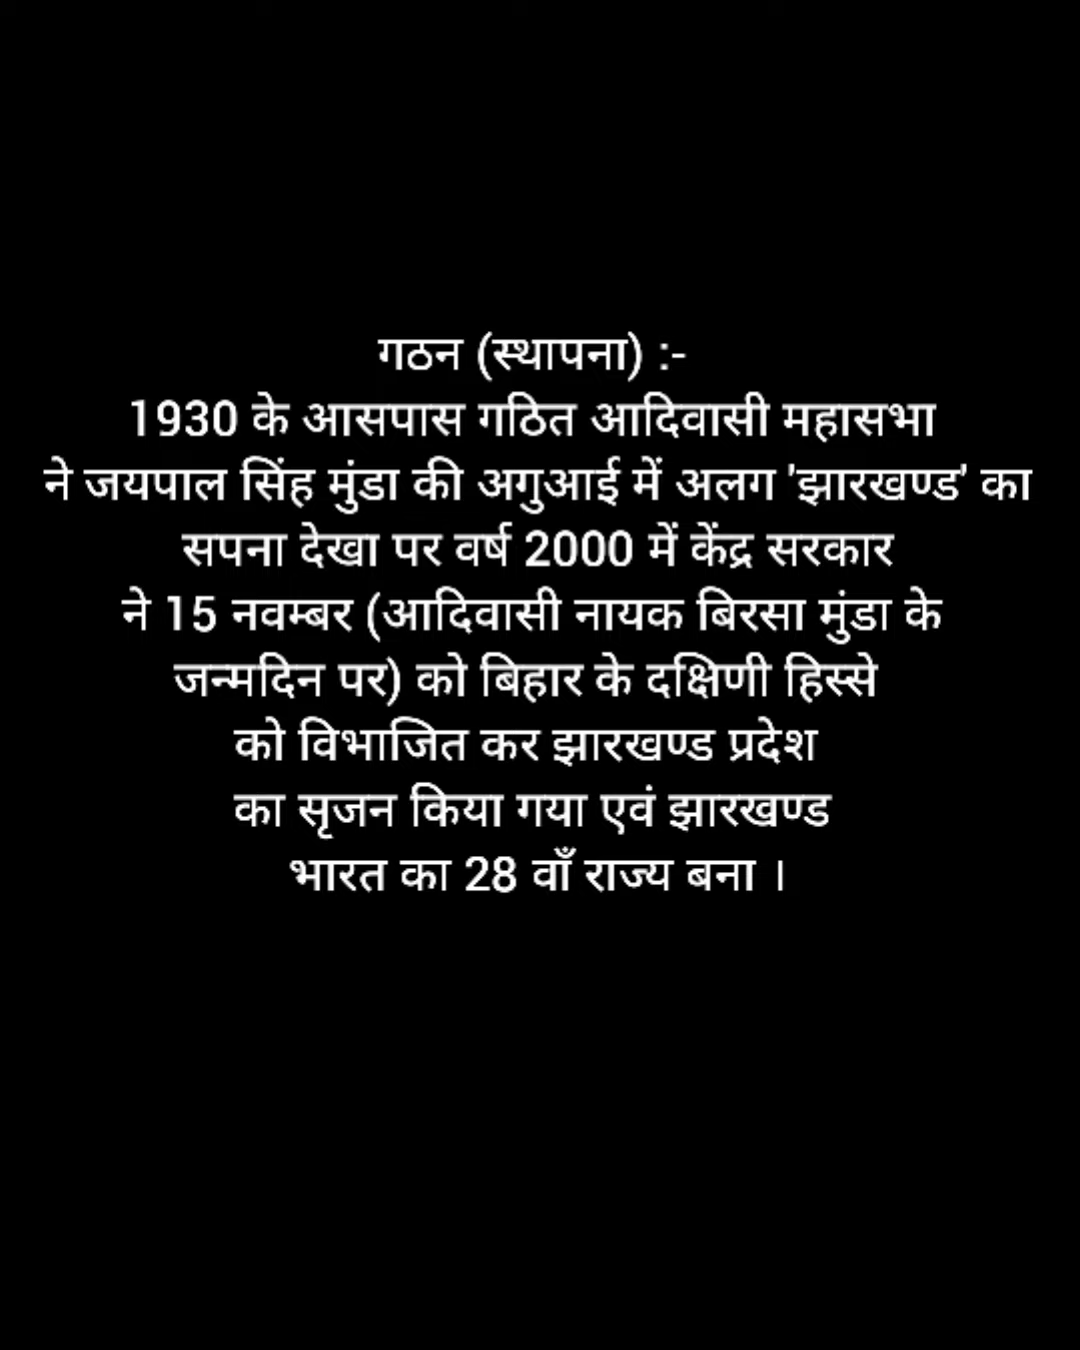 गठन (स्थापना) :-
1930 के आसपास गठित आदिवासी महासभा
ने जयपाल सिंह मुंडा की अगुआई में अलग 'झारखण्ड' का
सपना देखा पर वर्ष 2000 में केंद्र सरकार
ने 15 नवम्बर (आदिवासी नायक बिरसा मुंडा के
जन्मदिन पर) को बिहार के दक्षिणी हिस्से
को विभाजित कर झारखण्ड प्रदेश
का सृजन किया गया एवं झारखण्ड
भारत का 28 वाँ राज्य बना ।